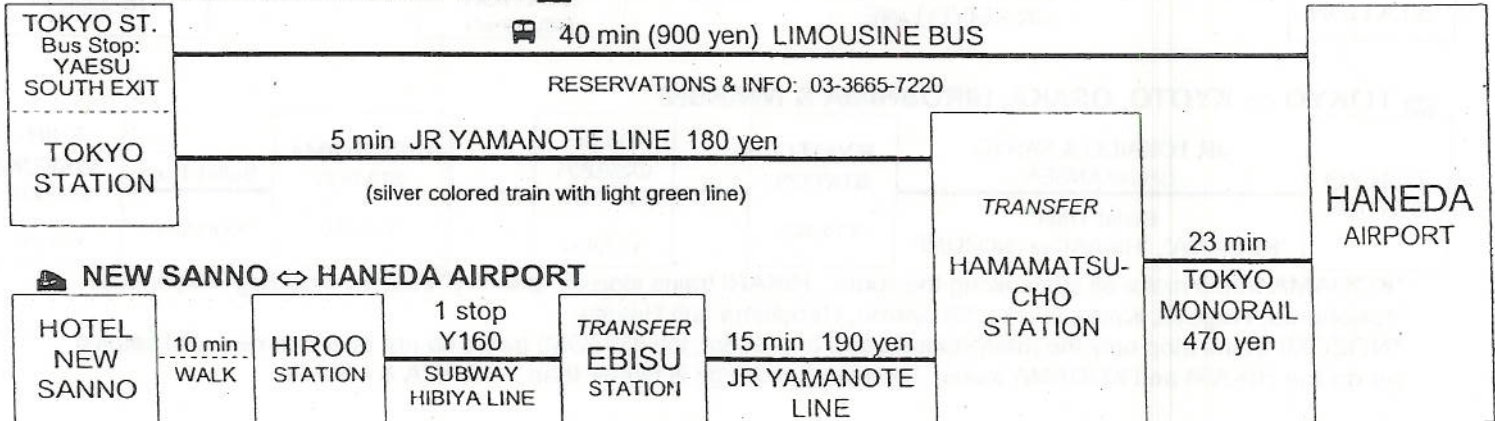 TOKYO ST.
Bus Stop:
YAESU
SOUTH EXIT
40 min (900 yen) LIMOUSINE BUS
RESERVATIONS & INFO: 03-3665-7220
TOKYO
STATION
5 min JR YAMANOTE LINE 180 yen
(silver colored train with light green line)
TRANSFER
HAMAMATSU-
CHO
STATION
23 min
TOKYO
MONORAIL
470 yen
HANEDA
AIRPORT
NEW SANNO ⇔ HANEDA AIRPORT
HOTEL
NEW
SANNO
10 min
WALK
HIROO
STATION
1 stop
Y160
SUBWAY
HIBIYA LINE
TRANSFER
EBISU
STATION
15 min 190 yen
JR YAMANOTE
LINE